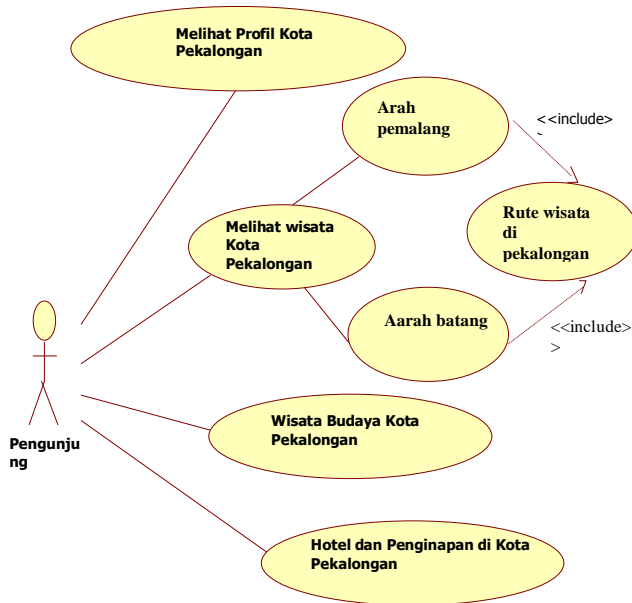 Melihat Profil Kota
Pekalongan
Arah
pemalang
<<include>
>
Melihat wisata
Kota
Pekalongan
Rute wisata
di
pekalongan
Aarah batang
<<include>
>
Wisata Budaya Kota
Pekalongan
Pengunju
ng
Hotel dan Penginapan di Kota
Pekalongan